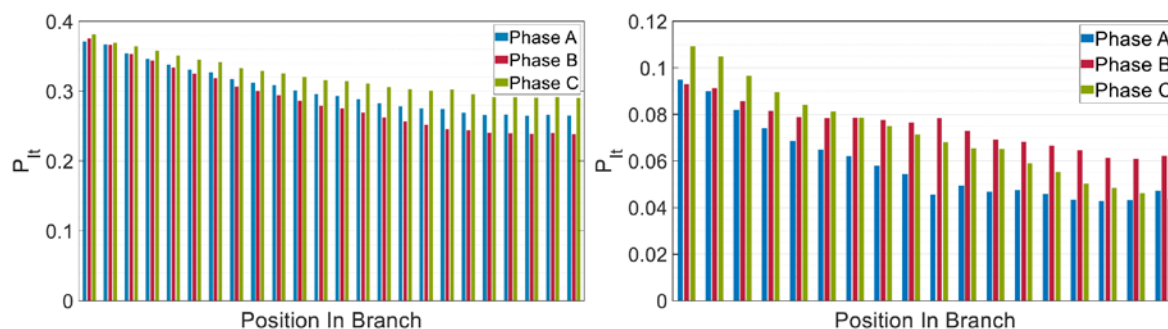 0.4
0.3
0.2
0.1
0
P_lt
Phase A
Phase B
Phase C
Position In Branch
0.12
0.1
0.08
0.06
0.04
0.02
0
P_lt
Phase A
Phase B
Phase C
Position In Branch